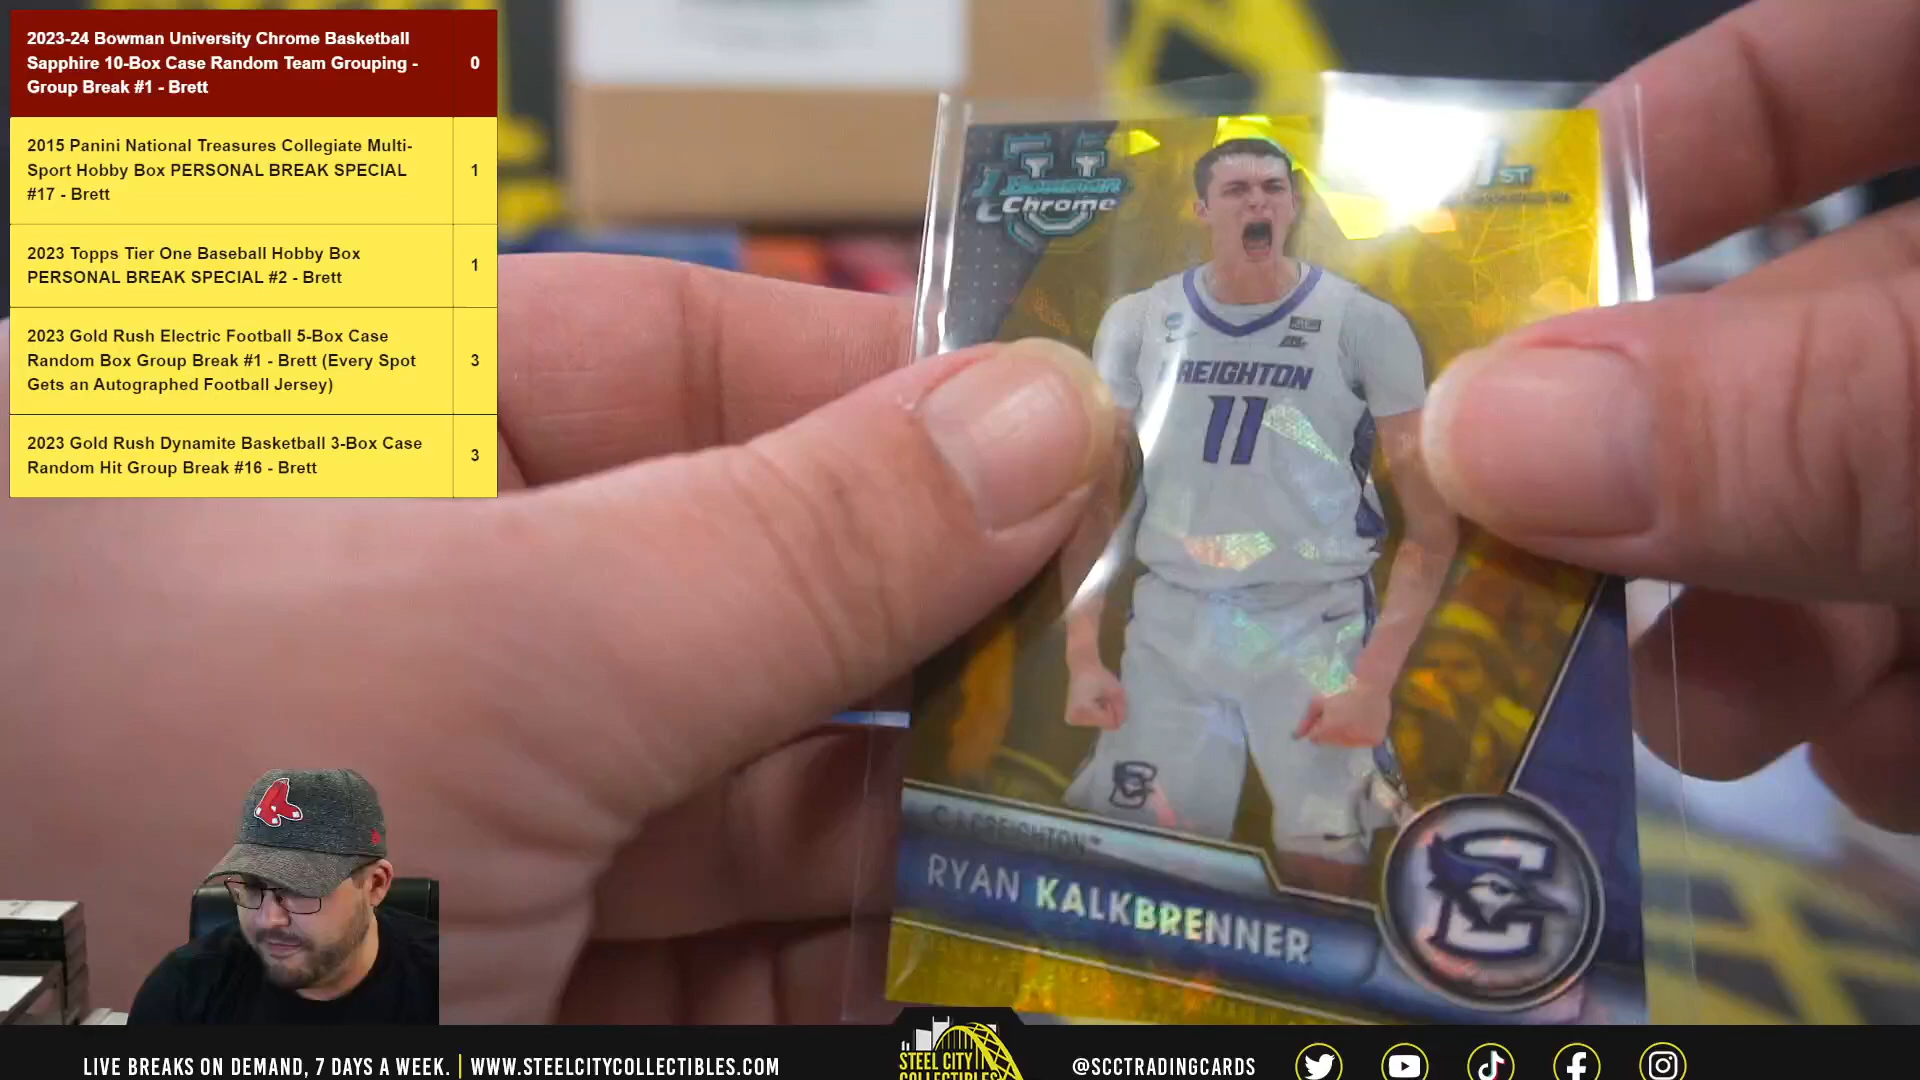 2023-24 Bowman University Chrome Basketball
Sapphire 10-Box Case Random Team Grouping -
Group Break #1 - Brett
0
2015 Panini National Treasures Collegiate Multi-
Sport Hobby Box PERSONAL BREAK SPECIAL
#17 - Brett
1
2023 Topps Tier One Baseball Hobby Box
PERSONAL BREAK SPECIAL #2 - Brett
1
2023 Gold Rush Electric Football 5-Box Case
Random Box Group Break #1 - Brett (Every Spot
Gets an Autographed Football Jersey)
3
2023 Gold Rush Dynamite Basketball 3-Box Case
Random Hit Group Break #16 - Brett
3
Bowman
Chrome
1ST
CREIGHTON
11
CREIGHTON™
RYAN KALKBRENNER
LIVE BREAKS ON DEMAND, 7 DAYS A WEEK. | WWW.STEELCITYCOLLECTIBLES.COM
STEEL CITY
COLLECTIBLES
@SCCTRADINGCARDS